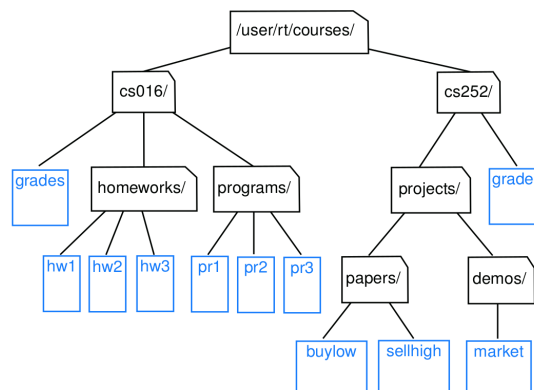 /user/rt/courses/
cs016/
cs252/
grades
homeworks/
programs/
projects/
grade
hw1
hw2
hw3
pr1
pr2
pr3
papers/
demos/
buylow
sellhigh
market